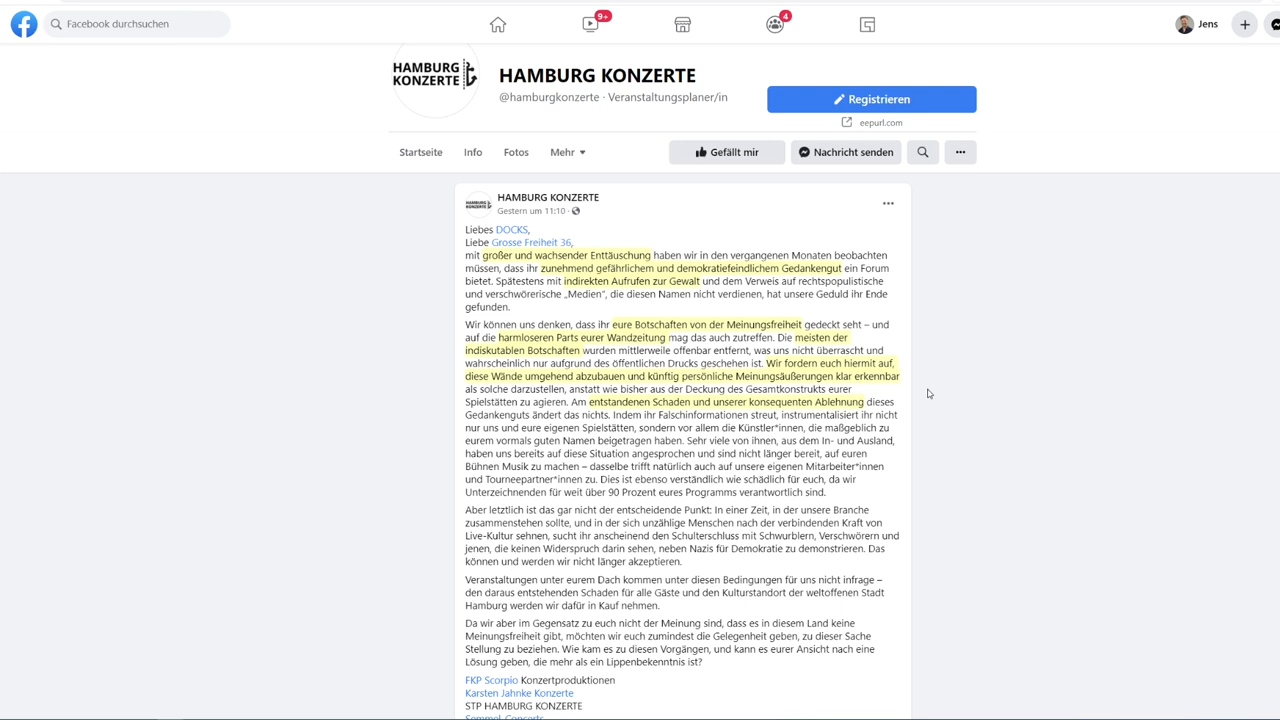 Facebook durchsuchen
9+
4
Jens
HAMBURG
KONZERTE
HAMBURG KONZERTE
@hamburgkonzerte · Veranstaltungsplaner/in
Registrieren
eepurl.com
Startseite Info Fotos Mehr
Gefällt mir
Nachricht senden
HAMBURG
KONZERTE
HAMBURG KONZERTE
Gestern um 11:10 ·
Liebes DOCKS,
Liebe Grosse Freiheit 36,
mit großer und wachsender Enttäuschung haben wir in den vergangenen Monaten beobachten
müssen, dass ihr zunehmend gefährlichem und demokratiefeindlichem Gedankengut ein Forum
bietet. Spätestens mit indirekten Aufrufen zur Gewalt und dem Verweis auf rechtspopulistische
und verschwörerische „Medien“, die diesen Namen nicht verdienen, hat unsere Geduld ihr Ende
gefunden.
Wir können uns denken, dass ihr eure Botschaften von der Meinungsfreiheit gedeckt seht – und
auf die harmloseren Parts eurer Wandzeitung mag das auch zutreffen. Die meisten der
indiskutablen Botschaften wurden mittlerweile offenbar entfernt, was uns nicht überrascht und
wahrscheinlich nur aufgrund des öffentlichen Drucks geschehen ist. Wir fordern euch hiermit auf,
diese Wände umgehend abzubauen und künftig persönliche Meinungsäußerungen klar erkennbar
als solche darzustellen, anstatt wie bisher aus der Deckung des Gesamtkonstrukts eurer
Spielstätten zu agieren. Am entstandenen Schaden und unserer konsequenten Ablehnung dieses
Gedankenguts ändert das nichts. Indem ihr Falschinformationen streut, instrumentalisiert ihr nicht
nur uns und eure eigenen Spielstätten, sondern vor allem die Künstler*innen, die maßgeblich zu
eurem vormals guten Namen beigetragen haben. Sehr viele von ihnen, aus dem In- und Ausland,
haben uns bereits auf diese Situation angesprochen und sind nicht länger bereit, auf euren
Bühnen Musik zu machen – dasselbe trifft natürlich auch auf unsere eigenen Mitarbeiter*innen
und Tourneepartner*innen zu. Dies ist ebenso verständlich wie schädlich für euch, da wir
Unterzeichnenden für weit über 90 Prozent eures Programms verantwortlich sind.
Aber letztlich ist das gar nicht der entscheidende Punkt: In einer Zeit, in der unsere Branche
zusammenstehen sollte, und in der sich unzählige Menschen nach der verbindenden Kraft von
Live-Kultur sehnen, sucht ihr anscheinend den Schulterschluss mit Schwurblern, Verschwörern und
jenen, die keinen Widerspruch darin sehen, neben Nazis für Demokratie zu demonstrieren. Das
können und werden wir nicht länger akzeptieren.
Veranstaltungen unter eurem Dach kommen unter diesen Bedingungen für uns nicht infrage –
den daraus entstehenden Schaden für alle Gäste und den Kulturstandort der weltoffenen Stadt
Hamburg werden wir dafür in Kauf nehmen.
Da wir aber im Gegensatz zu euch nicht der Meinung sind, dass es in diesem Land keine
Meinungsfreiheit gibt, möchten wir euch zumindest die Gelegenheit geben, zu dieser Sache
Stellung zu beziehen. Wie kam es zu diesen Vorgängen, und kann es eurer Ansicht nach eine
Lösung geben, die mehr als ein Lippenbekenntnis ist?
FKP Scorpio Konzertproduktionen
Karsten Jahnke Konzerte
STP HAMBURG KONZERTE